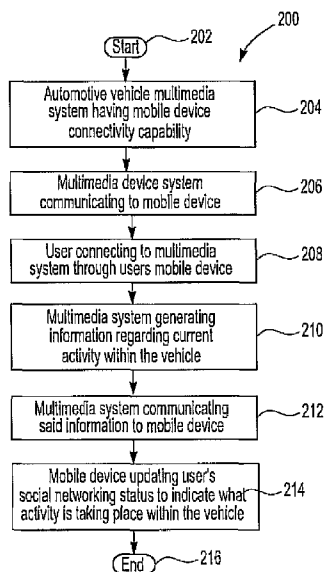 200
Start
202
Automotive vehicle multimedia
system having mobile device
connectivity capability
204
Multimedia device system
communicating to mobile device
206
User connecting to multimedia
system through users mobile device
208
Multimedia system generating
information regarding current
activity within the vehicle
210
Multimedia system communicating
said information to mobile device
212
Mobile device updating user's
social networking status to indicate what
activity is taking place within the vehicle
214
End
216